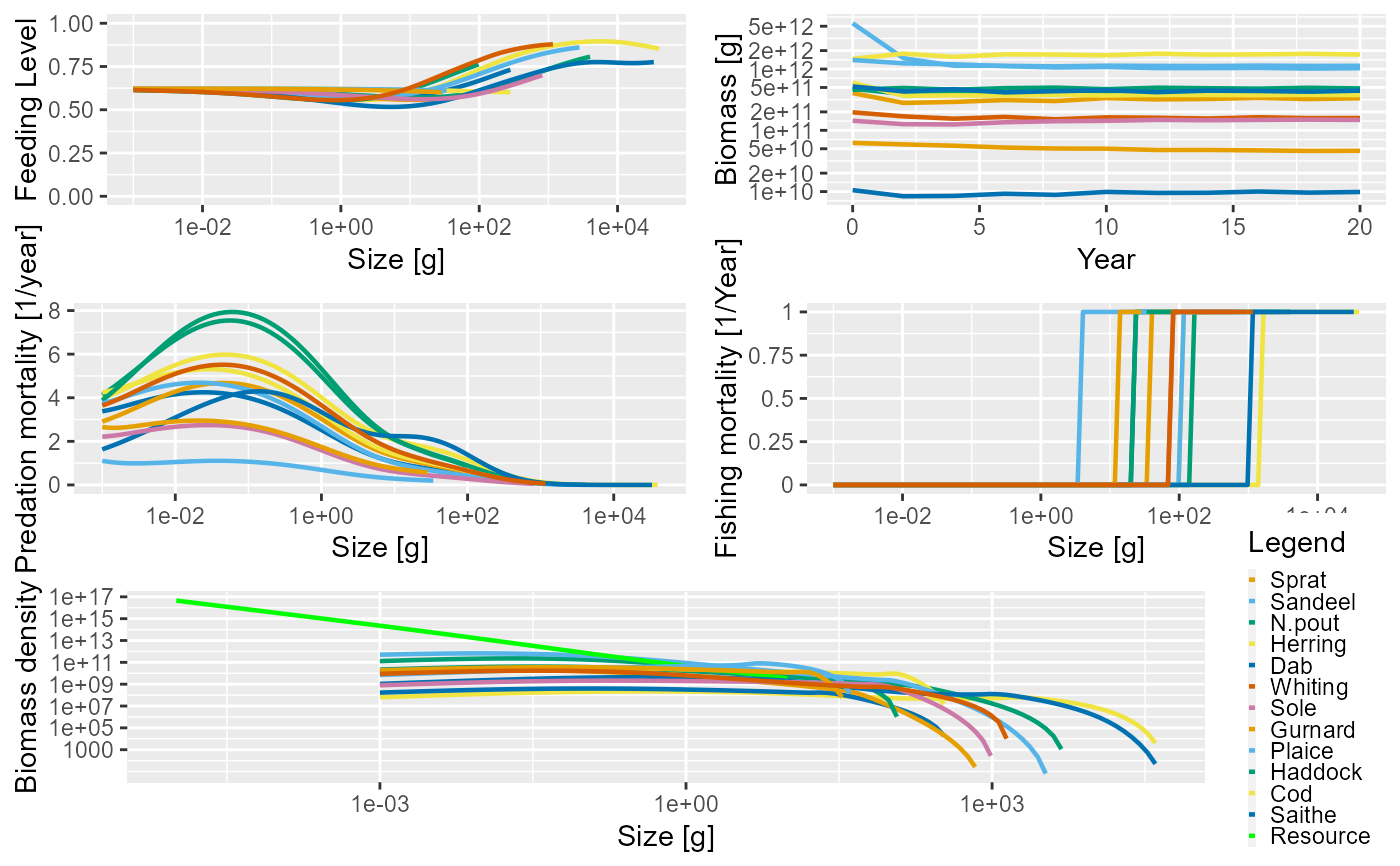 Feeding Level
1.00
0.75
0.50
0.25
0.00
1e-02
1e+00
1e+02
1e+04
Size [g]
Biomass [g]
5e+12
2e+12
1e+12
5e+11
2e+11
1e+11
5e+10
2e+10
1e+10
0
5
10
15
20
Year
Predation mortality [1/year]
8
6
4
2
0
1e-02
1e+00
1e+02
1e+04
Size [g]
Fishing mortality [1/Year]
1
0.75
0.5
0.25
0
1e-02
1e+00
1e+02
1e+04
Size [g]
Biomass density
1e+17
1e+15
1e+13
1e+11
1e+09
1e+07
1e+05
1000
1e-03
1e+00
1e+03
Size [g]
Legend
Sprat
Sandeel
N.pout
Herring
Dab
Whiting
Sole
Gurnard
Plaice
Haddock
Cod
Saithe
Resource